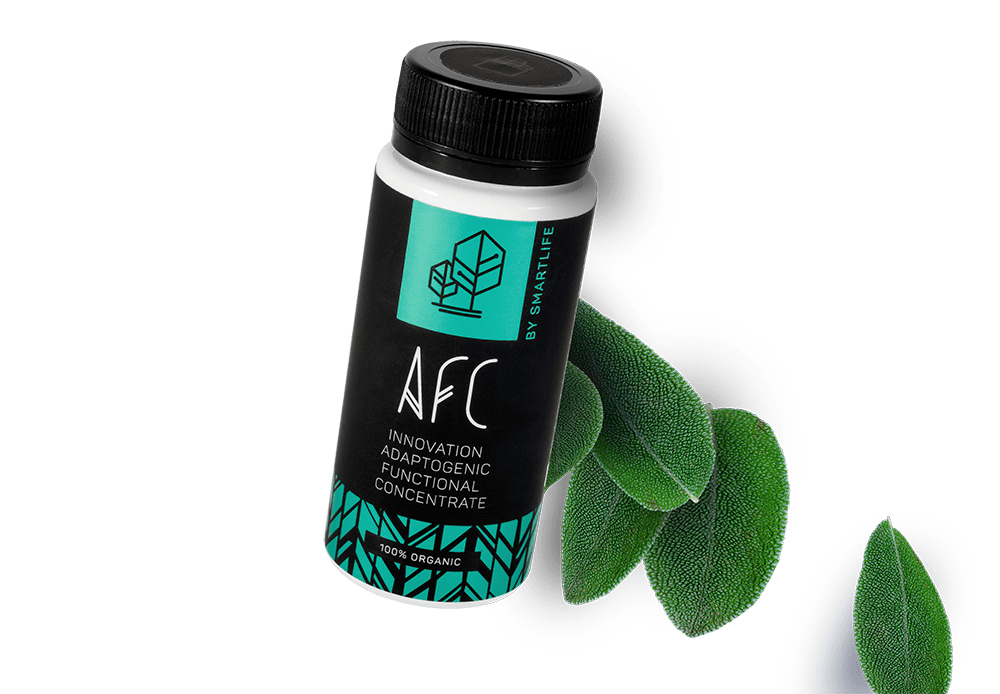 BY SMARTLIFE
AFC
INNOVATION
ADAPTOGENIC
FUNCTIONAL
CONCENTRATE
100% ORGANIC